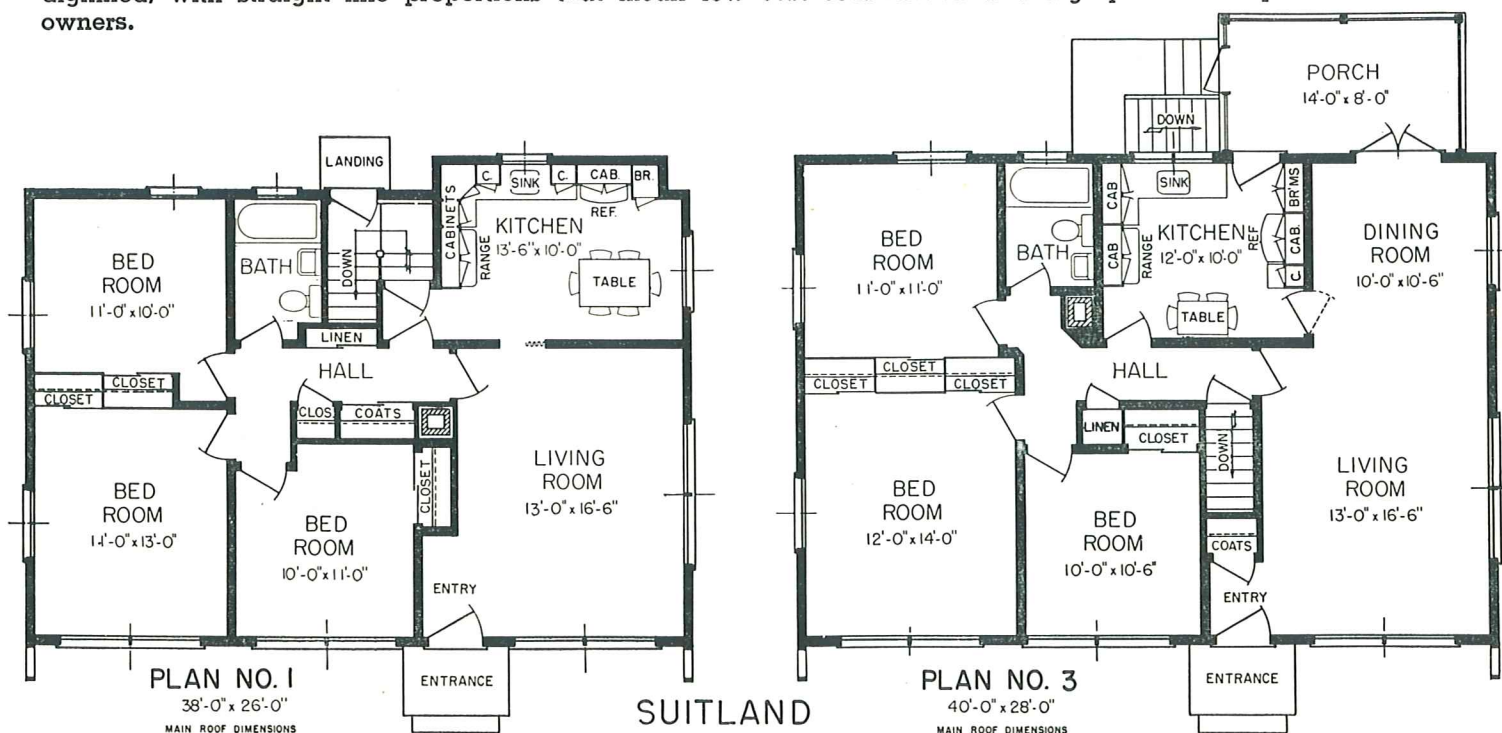 owners.
LANDING
BED
ROOM
11'-0" x 10'-0"
BATH
DOWN
CABINETS
C.
SINK
C.
CAB.
BR.
REF.
KITCHEN
13'-6" x 10'-0"
RANGE
TABLE
LINEN
HALL
CLOSET
CLOSET
CLOS.
COATS
CLOSET
BED
ROOM
11'-0" x 13'-0"
BED
ROOM
10'-0" x 11'-0"
LIVING
ROOM
13'-0" x 16'-6"
ENTRY
ENTRANCE
PLAN NO. 1
38'-0" x 26'-0"
MAIN ROOF DIMENSIONS
SUITLAND
PORCH
14'-0" x 8'-0"
DOWN
BED
ROOM
11'-0" x 11'-0"
BATH
CAB
CAB
SINK
RANGE
KITCHEN
12'-0" x 10'-0"
REF
BR'MS
CAB.
C.
TABLE
DINING
ROOM
10'-0" x 10'-6"
CLOSET
CLOSET
CLOSET
HALL
LINEN
CLOSET
DOWN
BED
ROOM
12'-0" x 14'-0"
BED
ROOM
10'-0" x 10'-6"
LIVING
ROOM
13'-0" x 16'-6"
COATS
ENTRY
ENTRANCE
PLAN NO. 3
40'-0" x 28'-0"
MAIN ROOF DIMENSIONS